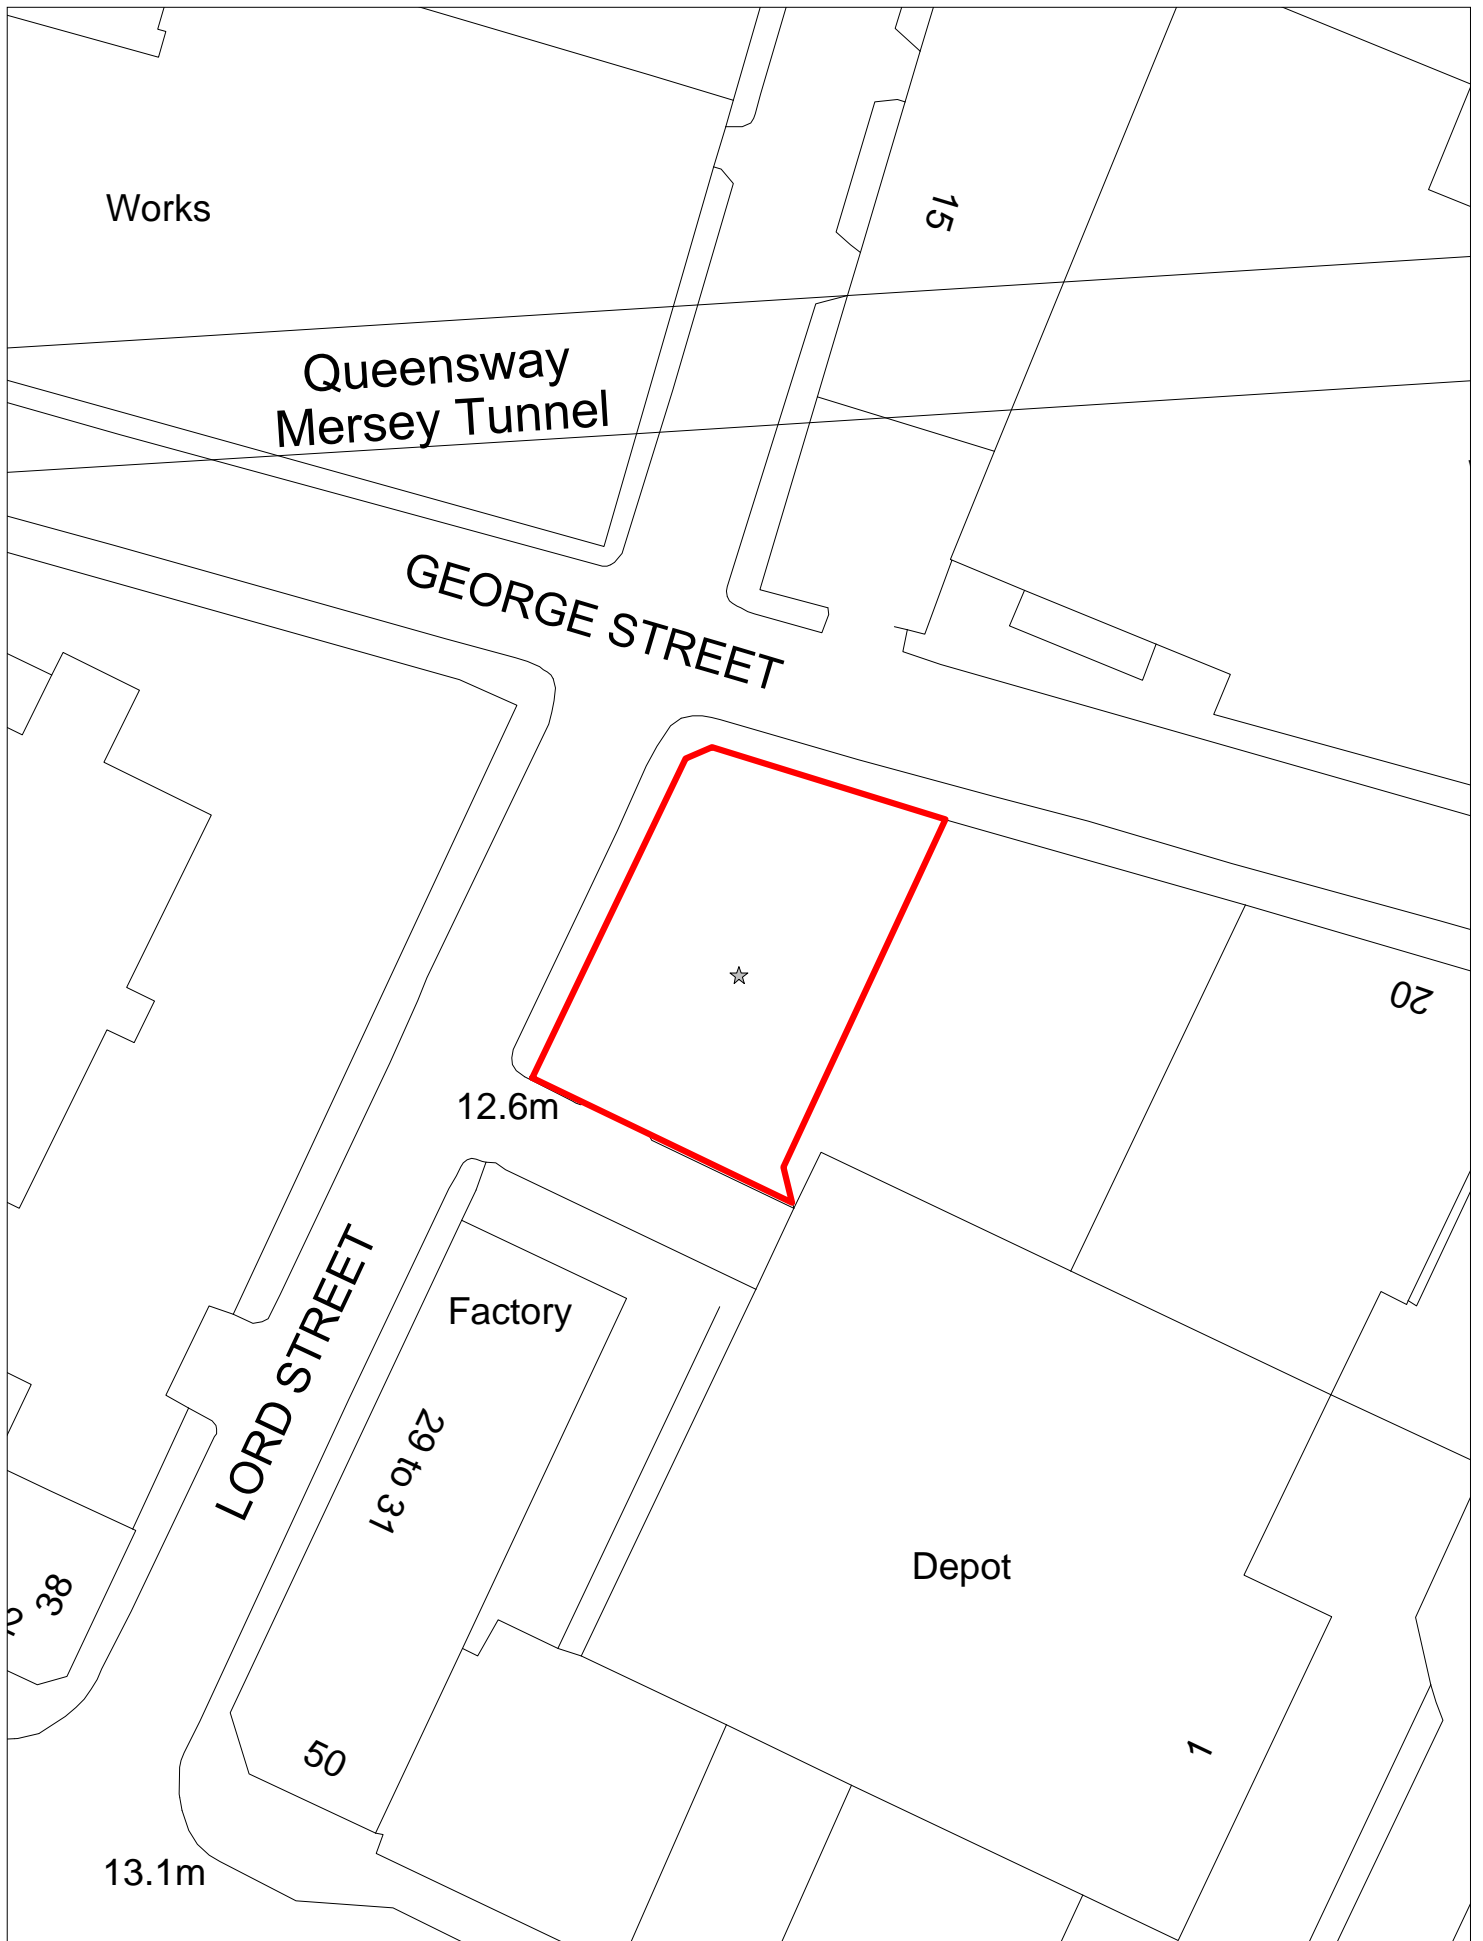 Works
15
Queensway
Mersey Tunnel
GEORGE STREET
20
12.6m
LORD STREET
Factory
29 to 31
Depot
38
50
1
13.1m